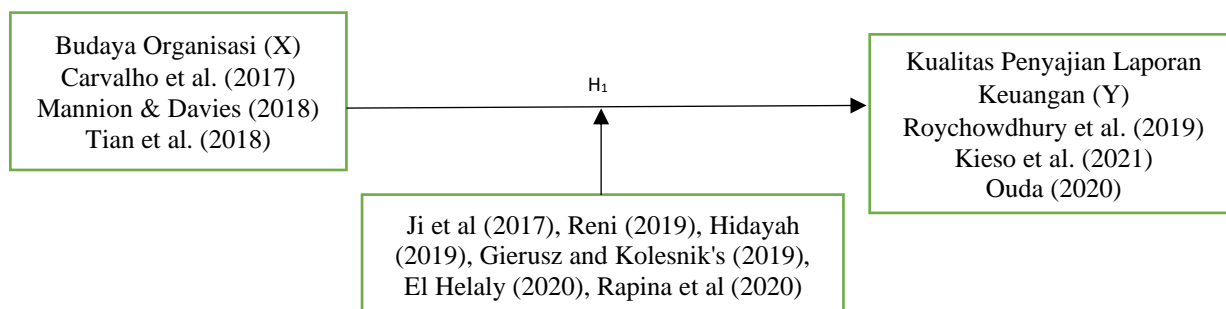 Budaya Organisasi (X)
Carvalho et al. (2017)
Mannion & Davies (2018)
Tian et al. (2018)
H₁
Kualitas Penyajian Laporan
Keuangan (Y)
Roychowdhury et al. (2019)
Kieso et al. (2021)
Ouda (2020)
Ji et al (2017), Reni (2019), Hidayah
(2019), Gierusz and Kolesnik's (2019),
El Helaly (2020), Rapina et al (2020)